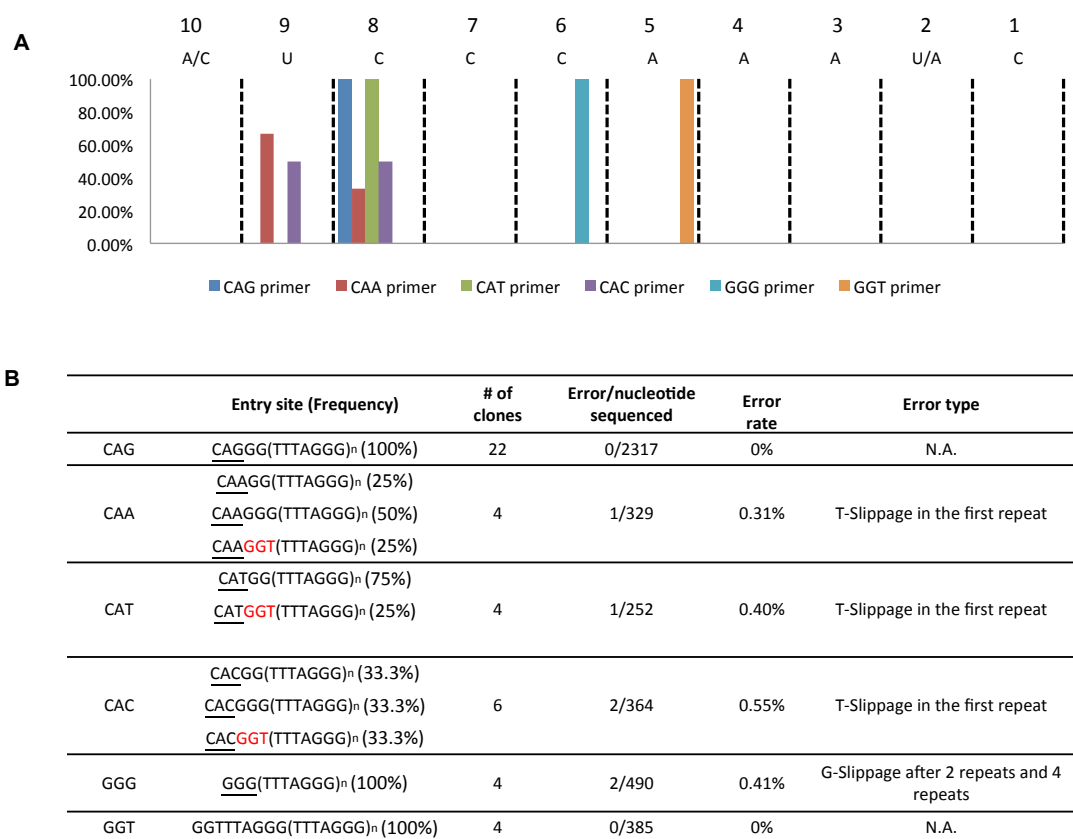 A
10 9 8 7 6 5 4 3 2 1
A/C U C C C A A A U/A C
100.00%
80.00%
60.00%
40.00%
20.00%
0.00%
CAG primer CAA primer CAT primer CAC primer GGG primer GGT primer
B
Entry site (Frequency) # of clones Error/nucleotide sequenced Error rate Error type
CAG CAGGG(TTTAGGG)n (100%) 22 0/2317 0% N.A.
CAAGG(TTTAGGG)n (25%)
CAA CAAGGG(TTTAGGG)n (50%) 4 1/329 0.31% T-Slippage in the first repeat
CAAGGT(TTTAGGG)n (25%)
CATGG(TTTAGGG)n (75%)
CAT CATGGT(TTTAGGG)n (25%) 4 1/252 0.40% T-Slippage in the first repeat
CACGG(TTTAGGG)n (33.3%)
CAC CACGGG(TTTAGGG)n (33.3%) 6 2/364 0.55% T-Slippage in the first repeat
CACGGT(TTTAGGG)n (33.3%)
GGG GGG(TTTAGGG)n (100%) 4 2/490 0.41% G-Slippage after 2 repeats and 4 repeats
GGT GGTTTAGGG(TTTAGGG)n (100%) 4 0/385 0% N.A.